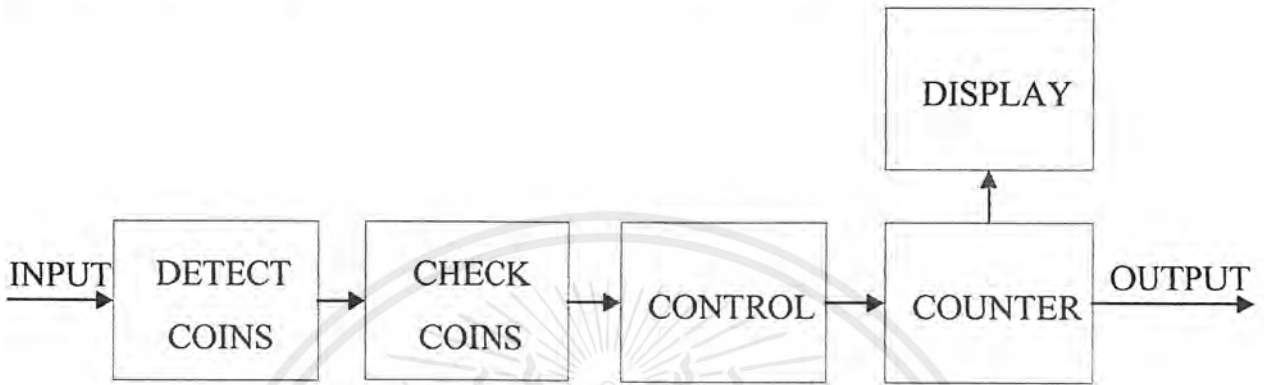 DISPLAY
INPUT
DETECT
COINS
CHECK
COINS
CONTROL
COUNTER
OUTPUT